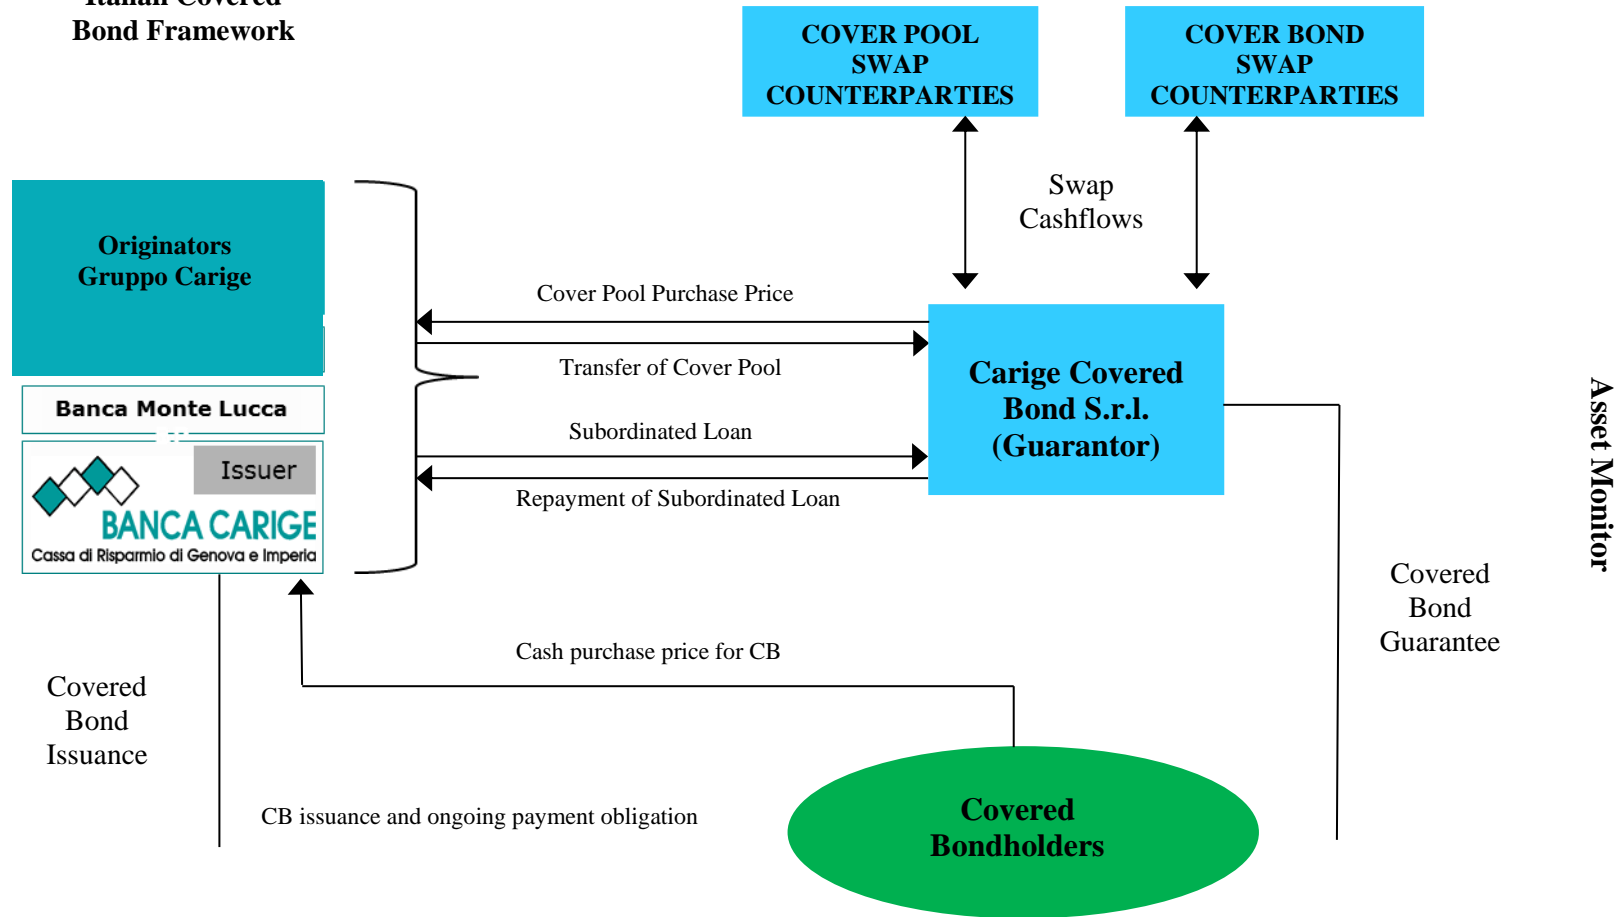 Italian Covered
Bond Framework
COVER POOL
SWAP
COUNTERPARTIES
COVER BOND
SWAP
COUNTERPARTIES
Swap
Cashflows
Originators
Gruppo Carige
Cover Pool Purchase Price
Transfer of Cover Pool
Carige Covered
Bond S.r.l.
(Guarantor)
Banca Monte Lucca
Subordinated Loan
Issuer
Repayment of Subordinated Loan
BANCA CARIGE
Cassa di Risparmio di Genova e Imperia
Asset Monitor
Covered
Bond
Guarantee
Cash purchase price for CB
Covered
Bond
Issuance
CB issuance and ongoing payment obligation
Covered
Bondholders